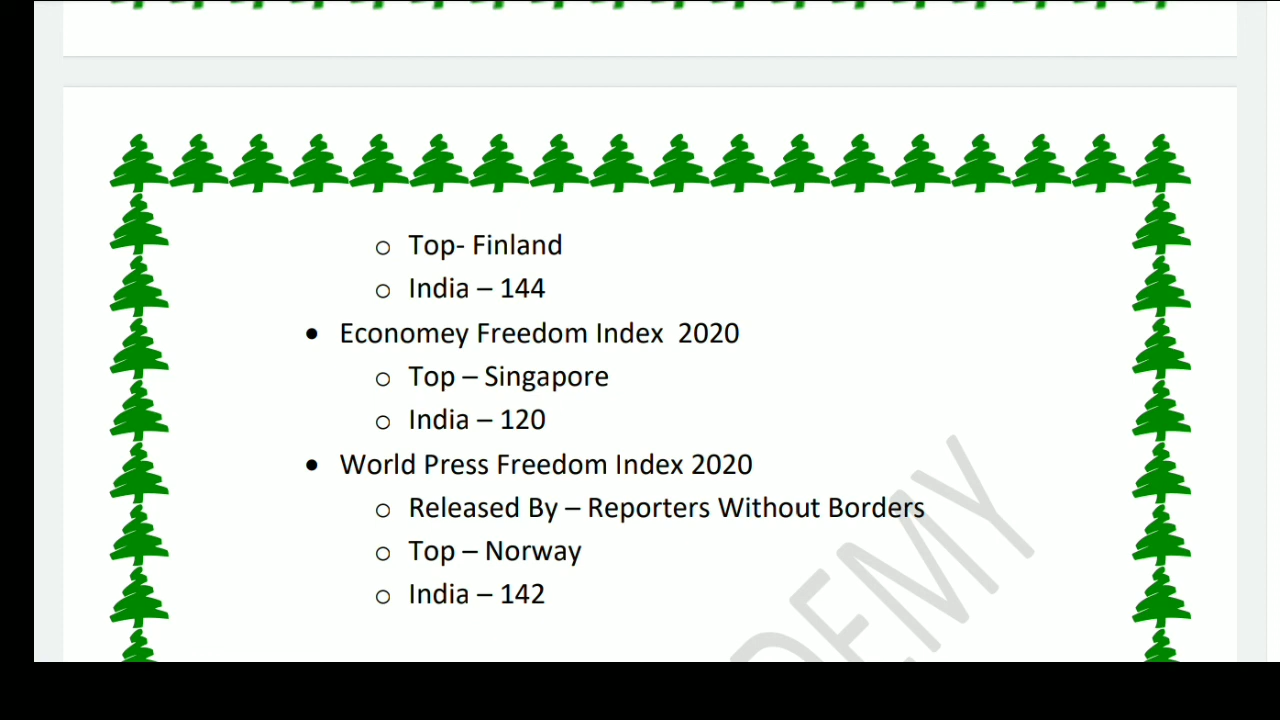 o Top- Finland
o India – 144
• Economey Freedom Index 2020
o Top – Singapore
o India – 120
• World Press Freedom Index 2020
o Released By – Reporters Without Borders
o Top – Norway
o India – 142
DEMY